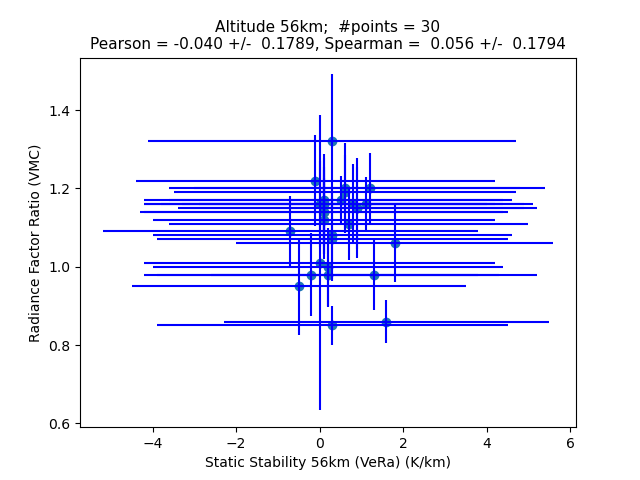 Altitude 56km;  #points = 30
Pearson = -0.040 +/-  0.1789, Spearman =  0.056 +/-  0.1794
Radiance Factor Ratio (VMC)
1.4
1.2
1.0
0.8
0.6
−4
−2
0
2
4
6
Static Stability 56km (VeRa) (K/km)